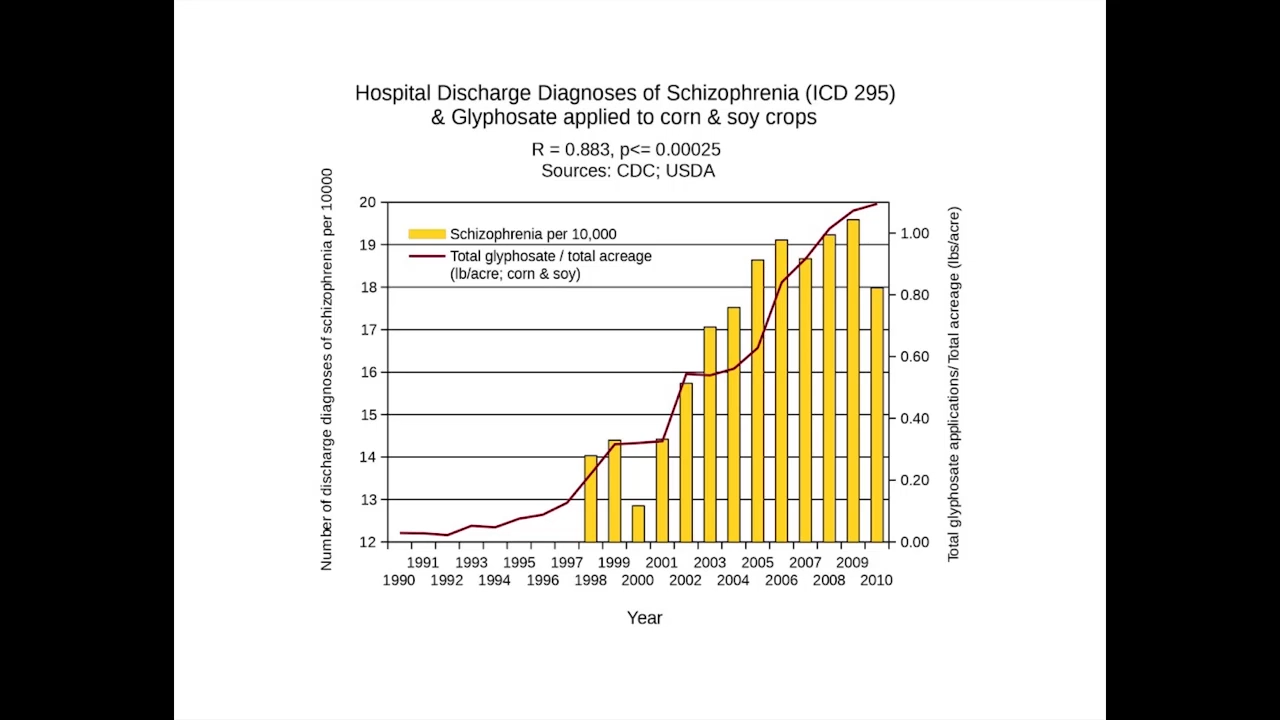 Hospital Discharge Diagnoses of Schizophrenia (ICD 295)
& Glyphosate applied to corn & soy crops
R = 0.883, p<= 0.00025
Sources: CDC; USDA
Number of discharge diagnoses of schizophrenia per 10000
20
19
18
17
16
15
14
13
12
Schizophrenia per 10,000
Total glyphosate / total acreage
(lb/acre; corn & soy)
1.00
0.80
0.60
0.40
0.20
0.00
Total glyphosate applications/Total acreage (lbs/acre)
1991 1993 1995 1997 1999 2001 2003 2005 2007 2009
1990 1992 1994 1996 1998 2000 2002 2004 2006 2008 2010
Year